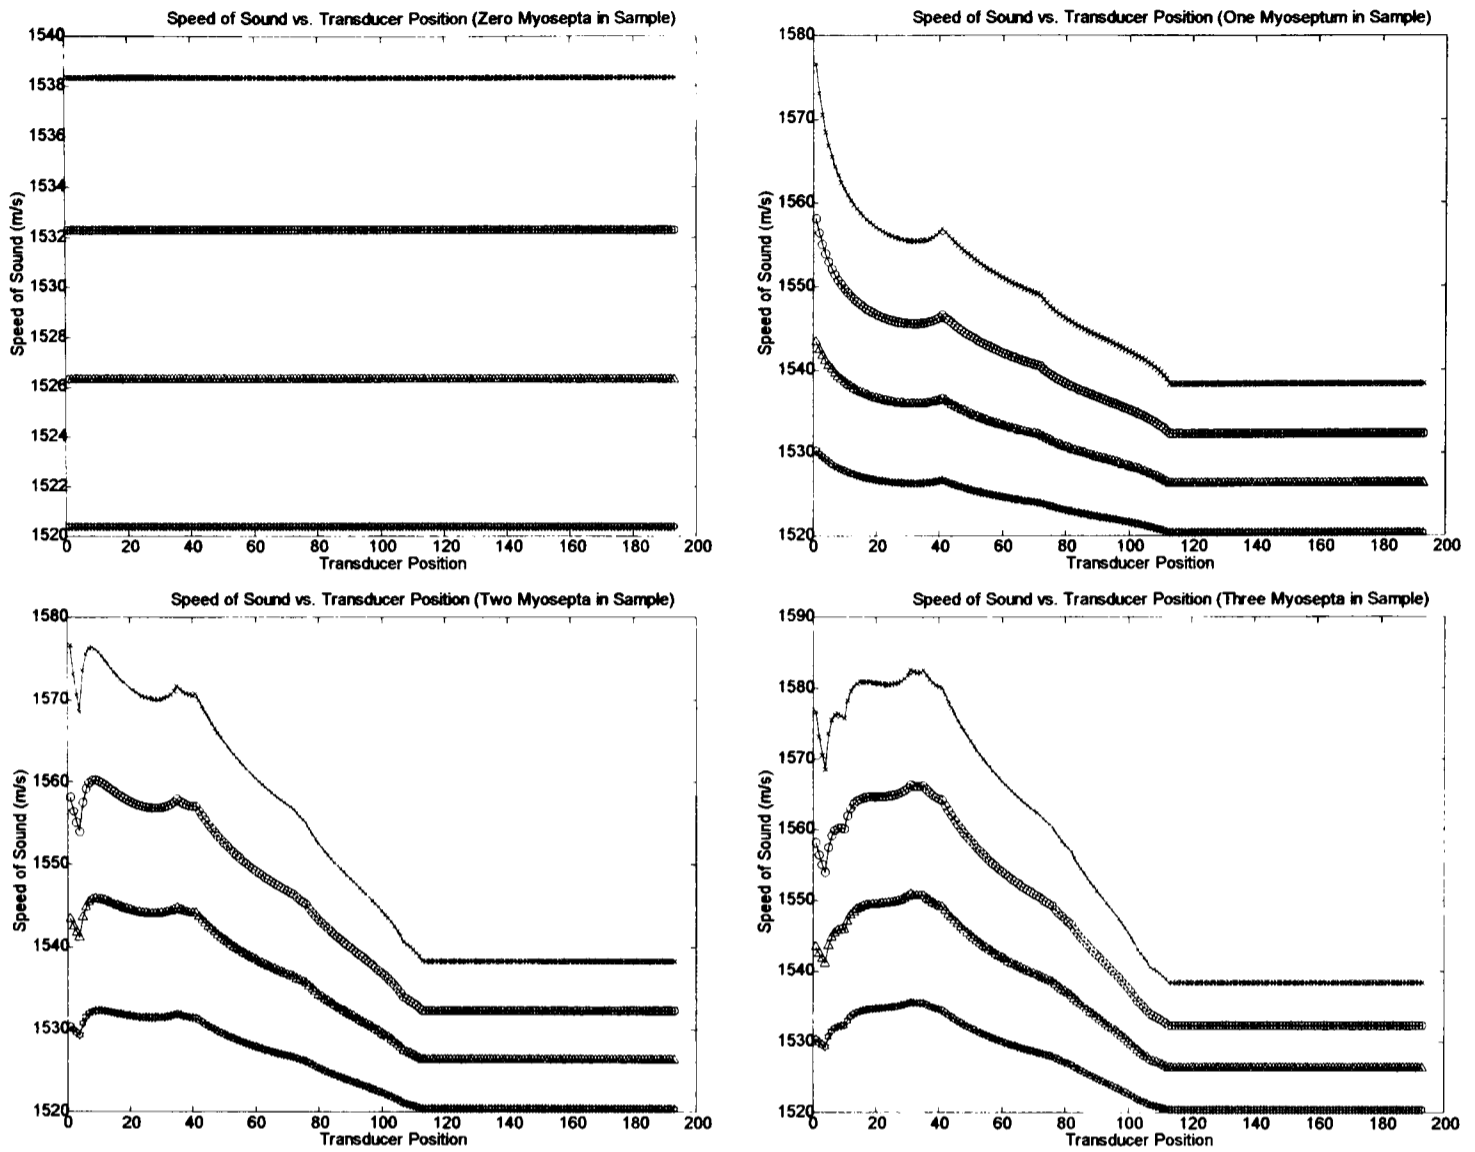 Speed of Sound vs. Transducer Position (Zero Myosepta in Sample)
1540
1538
1536
1534
1532
1530
1528
1526
1524
1522
1520
Speed of Sound (m/s)
0 20 40 60 80 100 120 140 160 180 200
Transducer Position
Speed of Sound vs. Transducer Position (One Myoseptum in Sample)
1580
1570
1560
1550
1540
1530
1520
Speed of Sound (m/s)
0 20 40 60 80 100 120 140 160 180 200
Transducer Position
Speed of Sound vs. Transducer Position (Two Myosepta in Sample)
1580
1570
1560
1550
1540
1530
1520
Speed of Sound (m/s)
0 20 40 60 80 100 120 140 160 180 200
Transducer Position
Speed of Sound vs. Transducer Position (Three Myosepta in Sample)
1590
1580
1570
1560
1550
1540
1530
1520
Speed of Sound (m/s)
0 20 40 60 80 100 120 140 160 180 200
Transducer Position